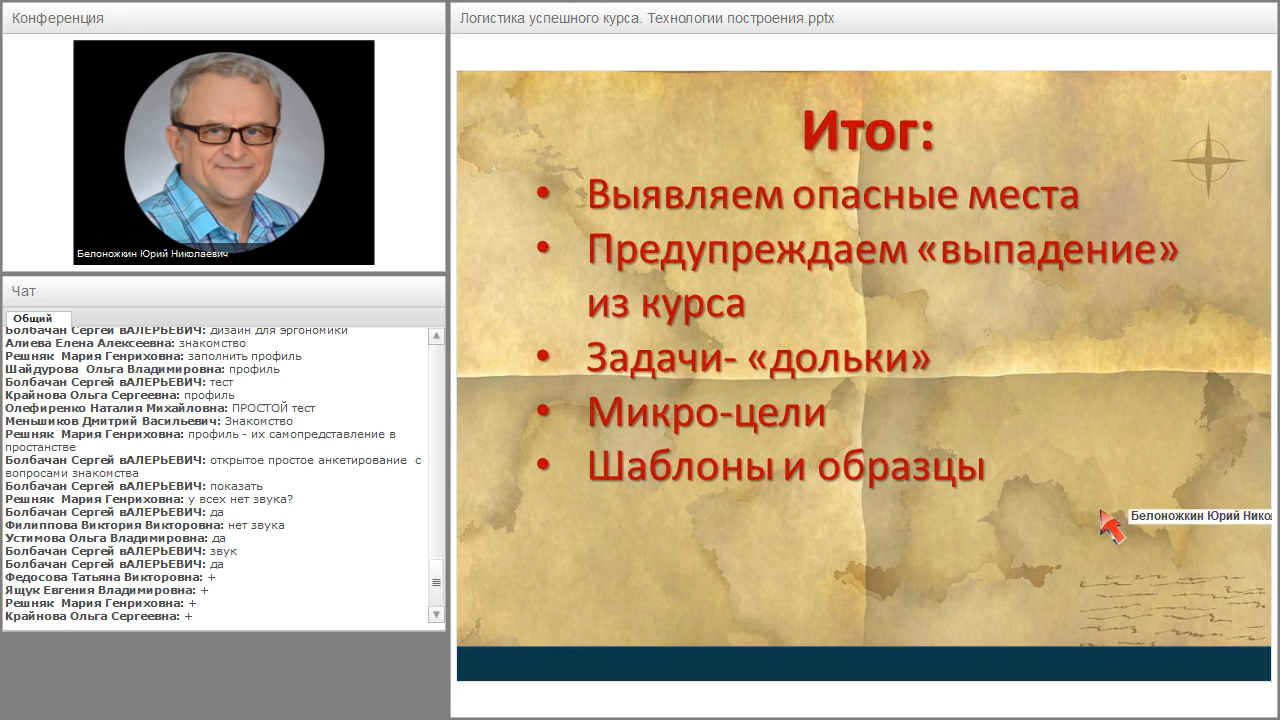 Конференция
Белоножкин Юрий Николаевич
Чат
Общий
Болбачан Сергей вАЛЕРЬЕВИЧ: дизайн для эргономики
Алиева Елена Алексеевна: знакомство
Решняк  Мария Генриховна: заполнить профиль
Шайдурова  Ольга Владимировна: профиль
Болбачан Сергей вАЛЕРЬЕВИЧ: тест
Крайнова Ольга Сергеевна: профиль
Олефиренко Наталия Михайловна: ПРОСТОЙ тест
Меньшиков Дмитрий Васильевич: Знакомство
Решняк  Мария Генриховна: профиль - их самопредставление в
простанстве
Болбачан Сергей вАЛЕРЬЕВИЧ: открытое простое анкетирование  с
вопросами знакомства
Болбачан Сергей вАЛЕРЬЕВИЧ: показать
Решняк  Мария Генриховна: у всех нет звука?
Болбачан Сергей вАЛЕРЬЕВИЧ: да
Филиппова Виктория Викторовна: нет звука
Устимова Ольга Владимировна: да
Болбачан Сергей вАЛЕРЬЕВИЧ: звук
Болбачан Сергей вАЛЕРЬЕВИЧ: да
Федосова Татьяна Викторовна: +
Ящук Евгения Владимировна: +
Решняк  Мария Генриховна: +
Крайнова Ольга Сергеевна: +
Логистика успешного курса. Технологии построения.pptx
Итог:
• Выявляем опасные места
• Предупреждаем «выпадение»
из курса
• Задачи- «дольки»
• Микро-цели
• Шаблоны и образцы
Белоножкин Юрий Нико